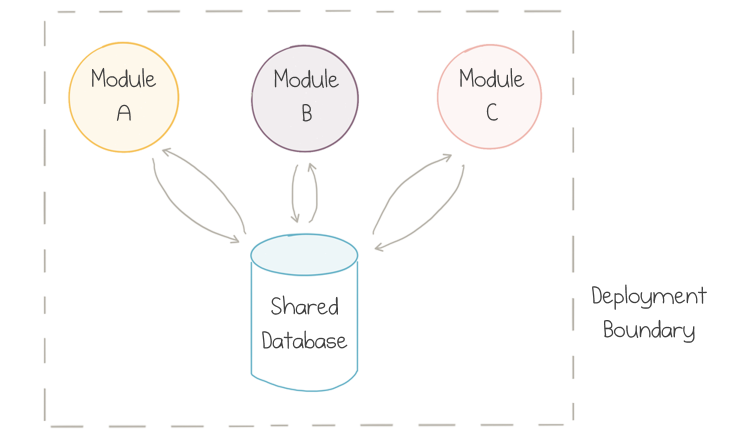 Module
A
Module
B
Module
C
Shared
Database
Deployment
Boundary